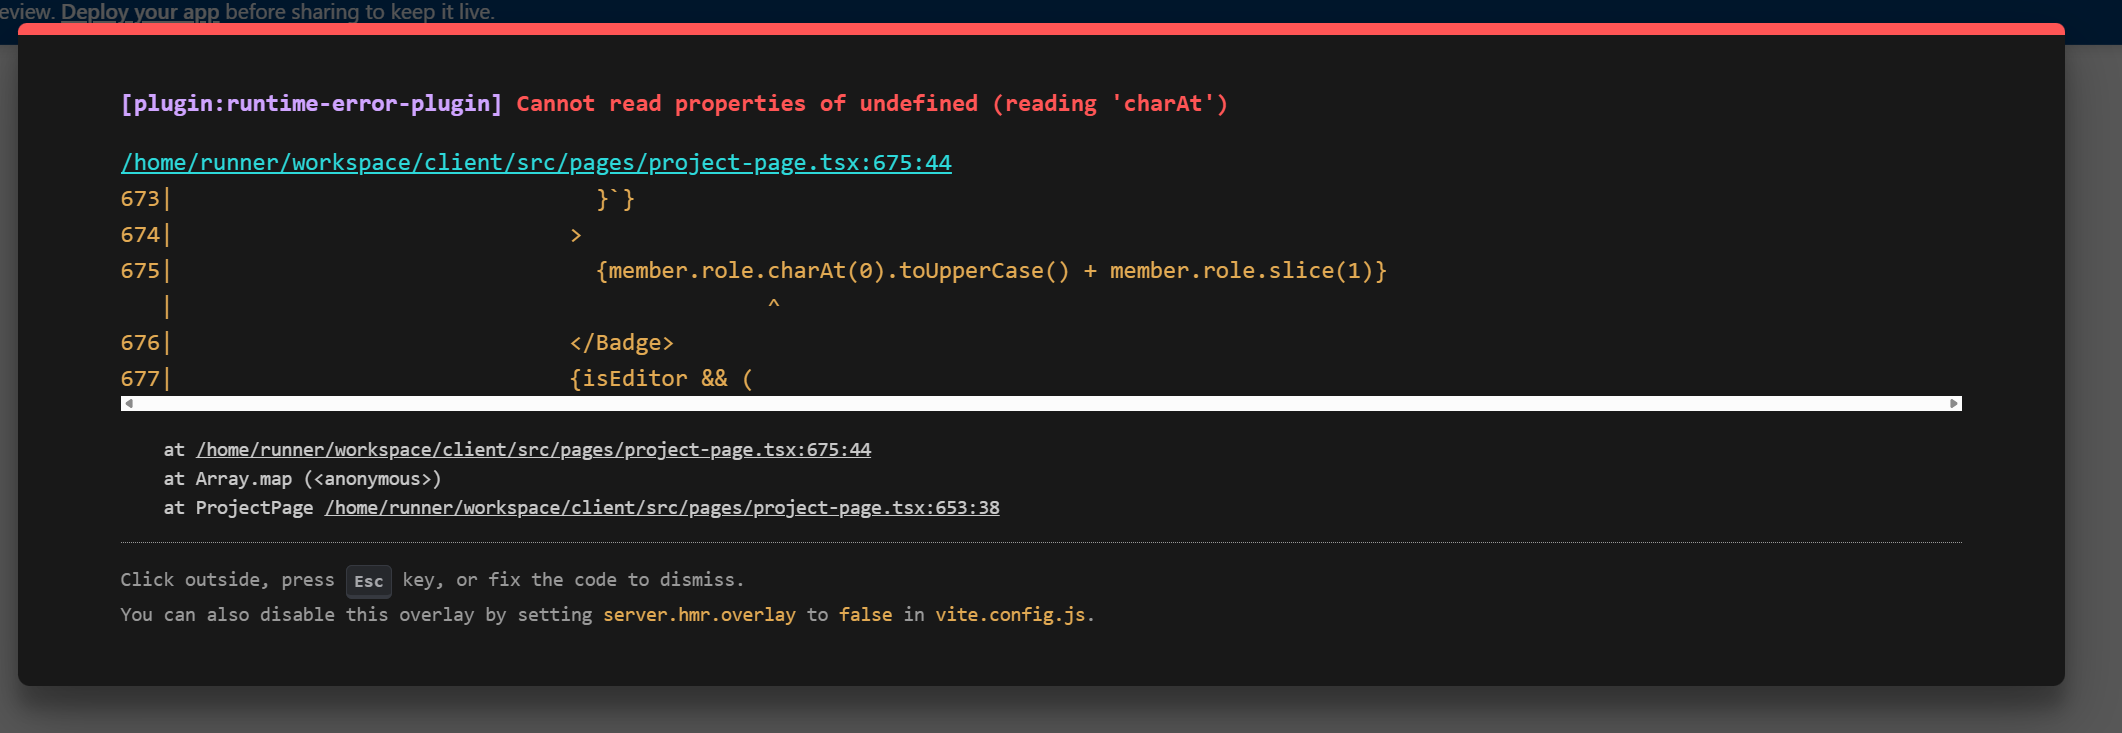 eview. Deploy your app before sharing to keep it live.
[plugin:runtime-error-plugin] Cannot read properties of undefined (reading 'charAt')
/home/runner/workspace/client/src/pages/project-page.tsx:675:44
673|                                 }`}
674|                               >
675|                                 {member.role.charAt(0).toUpperCase() + member.role.slice(1)}
   |                                              ^
676|                               </Badge>
677|                               {isEditor && (
at /home/runner/workspace/client/src/pages/project-page.tsx:675:44
at Array.map (<anonymous>)
at ProjectPage /home/runner/workspace/client/src/pages/project-page.tsx:653:38
Click outside, press Esc key, or fix the code to dismiss.
You can also disable this overlay by setting server.hmr.overlay to false in vite.config.js.